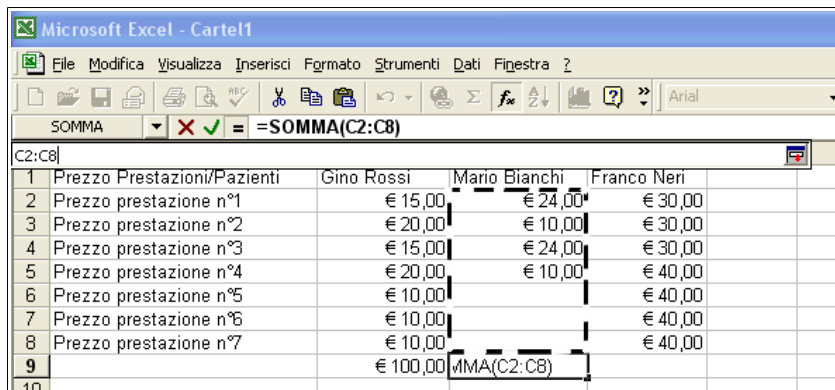 Microsoft Excel - Cartel1
File Modifica Visualizza Inserisci Formato Strumenti Dati Finestra ?
ABC Σ fx Arial
SOMMA = =SOMMA(C2:C8)
C2:C8
1 Prezzo Prestazioni/Pazienti Gino Rossi Mario Bianchi Franco Neri
2 Prezzo prestazione n°1 € 15,00 € 24,00 € 30,00
3 Prezzo prestazione n°2 € 20,00 € 10,00 € 30,00
4 Prezzo prestazione n°3 € 15,00 € 24,00 € 30,00
5 Prezzo prestazione n°4 € 20,00 € 10,00 € 40,00
6 Prezzo prestazione n°5 € 10,00 € 40,00
7 Prezzo prestazione n°6 € 10,00 € 40,00
8 Prezzo prestazione n°7 € 10,00 € 40,00
9 € 100,00 MMA(C2:C8)
10